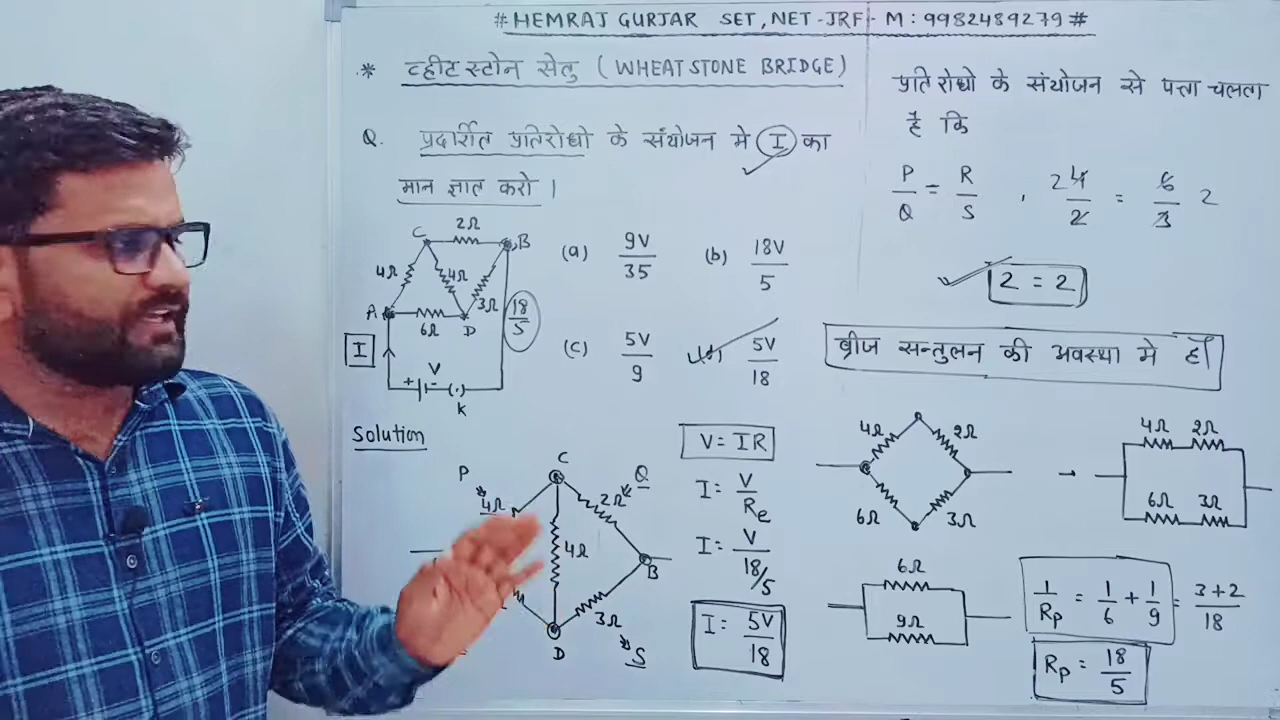 # HEMRAJ GURJAR SET, NET-JRF - M: 9982489279 #
* व्हीटस्टोन सेतु (WHEATSTONE BRIDGE)
Q. प्रदर्शित प्रतिरोधो के संयोजन मे I का
मान ज्ञात करो ।
C 2Ω B
4Ω 4Ω 3Ω
A 6Ω D
18/5
I
V
+ -
K
(a) 9V/35 (b) 18V/5
(c) 5V/9 (d) 5V/18
Solution
P C Q
4Ω 2Ω
4Ω
B
3Ω
D S
V = IR
I = V/Re
I = V/18/5
I = 5V/18
प्रतिरोधो के संयोजन से पता चलता
है कि
P/Q = R/S , 2 4/2 = 6/3 2
2 = 2
ब्रीज सन्तुलन की अवस्था मे हॉ
4Ω 2Ω
6Ω 3Ω
4Ω 2Ω
6Ω 3Ω
6Ω
9Ω
1/Rp = 1/6 + 1/9 = 3+2/18
Rp = 18/5